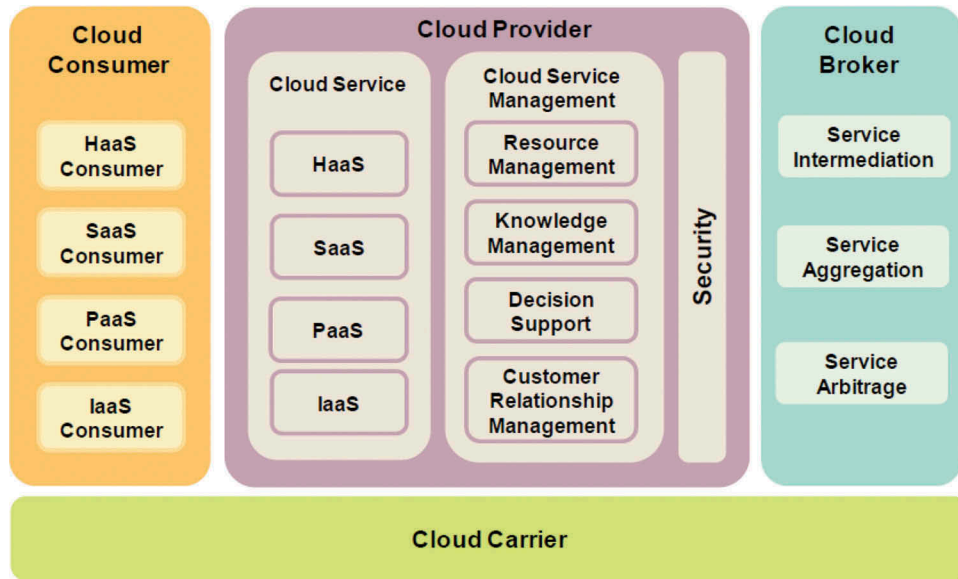 Cloud
Consumer
HaaS
Consumer
SaaS
Consumer
PaaS
Consumer
IaaS
Consumer
Cloud Provider
Cloud Service
HaaS
SaaS
PaaS
IaaS
Cloud Service
Management
Resource
Management
Knowledge
Management
Decision
Support
Customer
Relationship
Management
Security
Cloud
Broker
Service
Intermediation
Service
Aggregation
Service
Arbitrage
Cloud Carrier